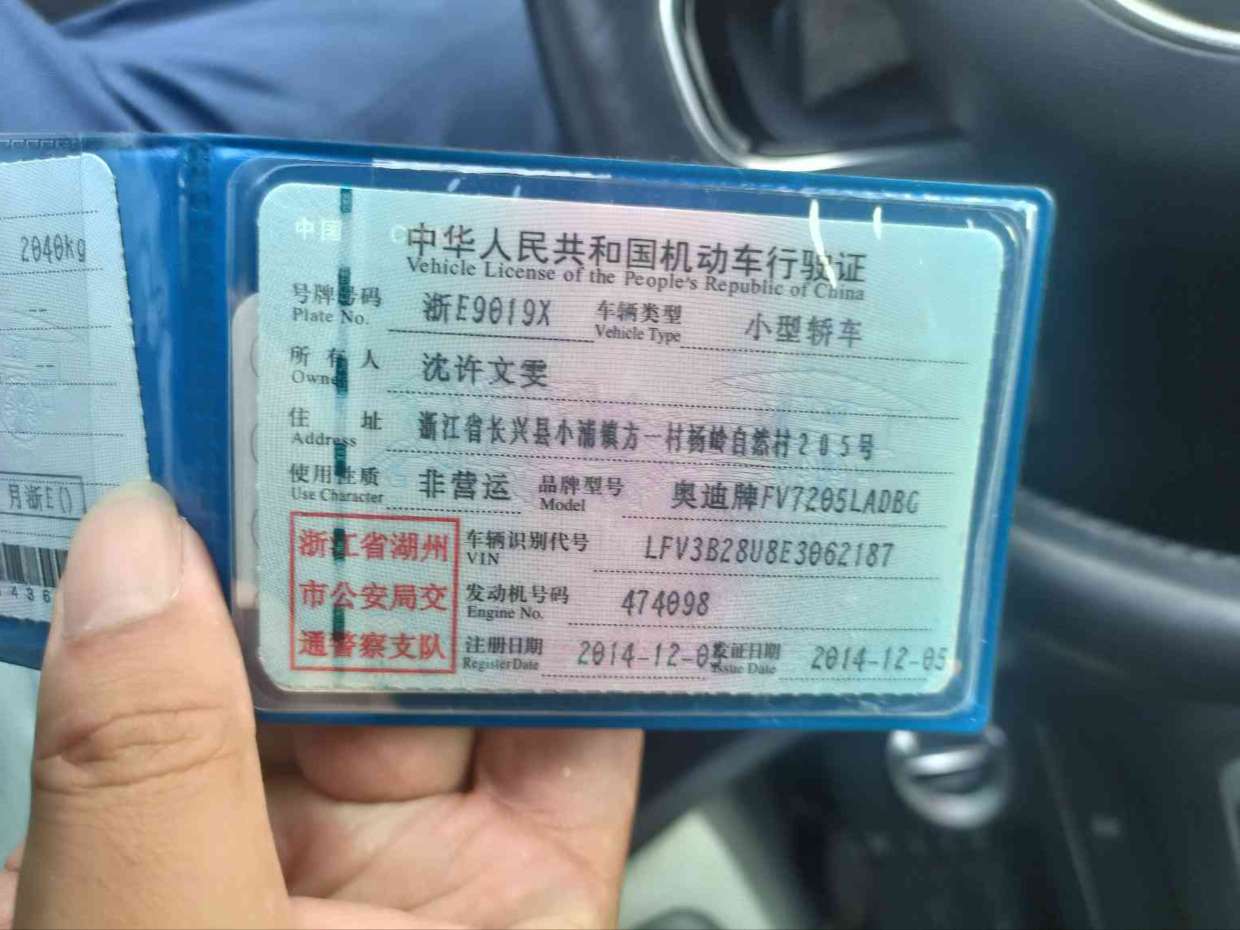 2040kg
--
--
月浙E()
436
中国
中华人民共和国机动车行驶证
Vehicle License of the People's Republic of China
号牌号码 浙E9019X 车辆类型 小型轿车
Plate No. Vehicle Type
所有人 沈许文雯
Owner
住址 浙江省长兴县小浦镇方一村杨岭自然村205号
Address
使用性质 非营运 品牌型号 奥迪牌FV7205LADBG
Use Character Model
浙江省湖州
市公安局交
通警察支队
车辆识别代号 LFV3B28U8E3062187
VIN
发动机号码 474098
Engine No.
注册日期 2014-12-0 发证日期 2014-12-05
Register Date Issue Date